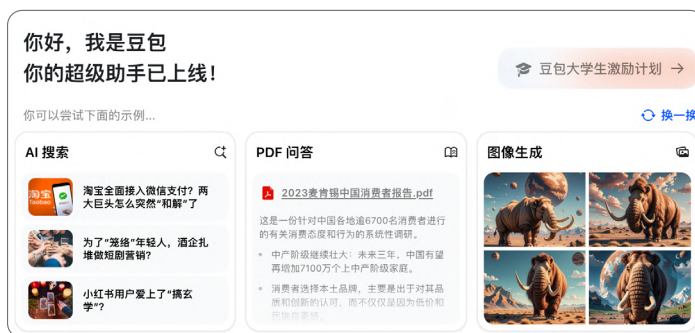 你好，我是豆包
你的超级助手已上线！
豆包大学生激励计划
你可以尝试下面的示例...
换一换
AI 搜索
淘宝
Taobao
淘宝全面接入微信支付？两
大巨头怎么突然“和解”了
为了“笼络”年轻人，酒企扎
堆做短剧营销？
小红书用户爱上了“搞玄
学”？
PDF 问答
2023麦肯锡中国消费者报告.pdf
这是一份针对中国各地逾6700名消费者进行
的有关消费态度和行为的系统性调研。
中产阶级继续壮大：未来三年，中国有望
再增加7100万个上中产阶级家庭。
消费者选择本土品牌，主要是出于对其品
质和创新的认可，而不仅仅是因为低价和
图像生成